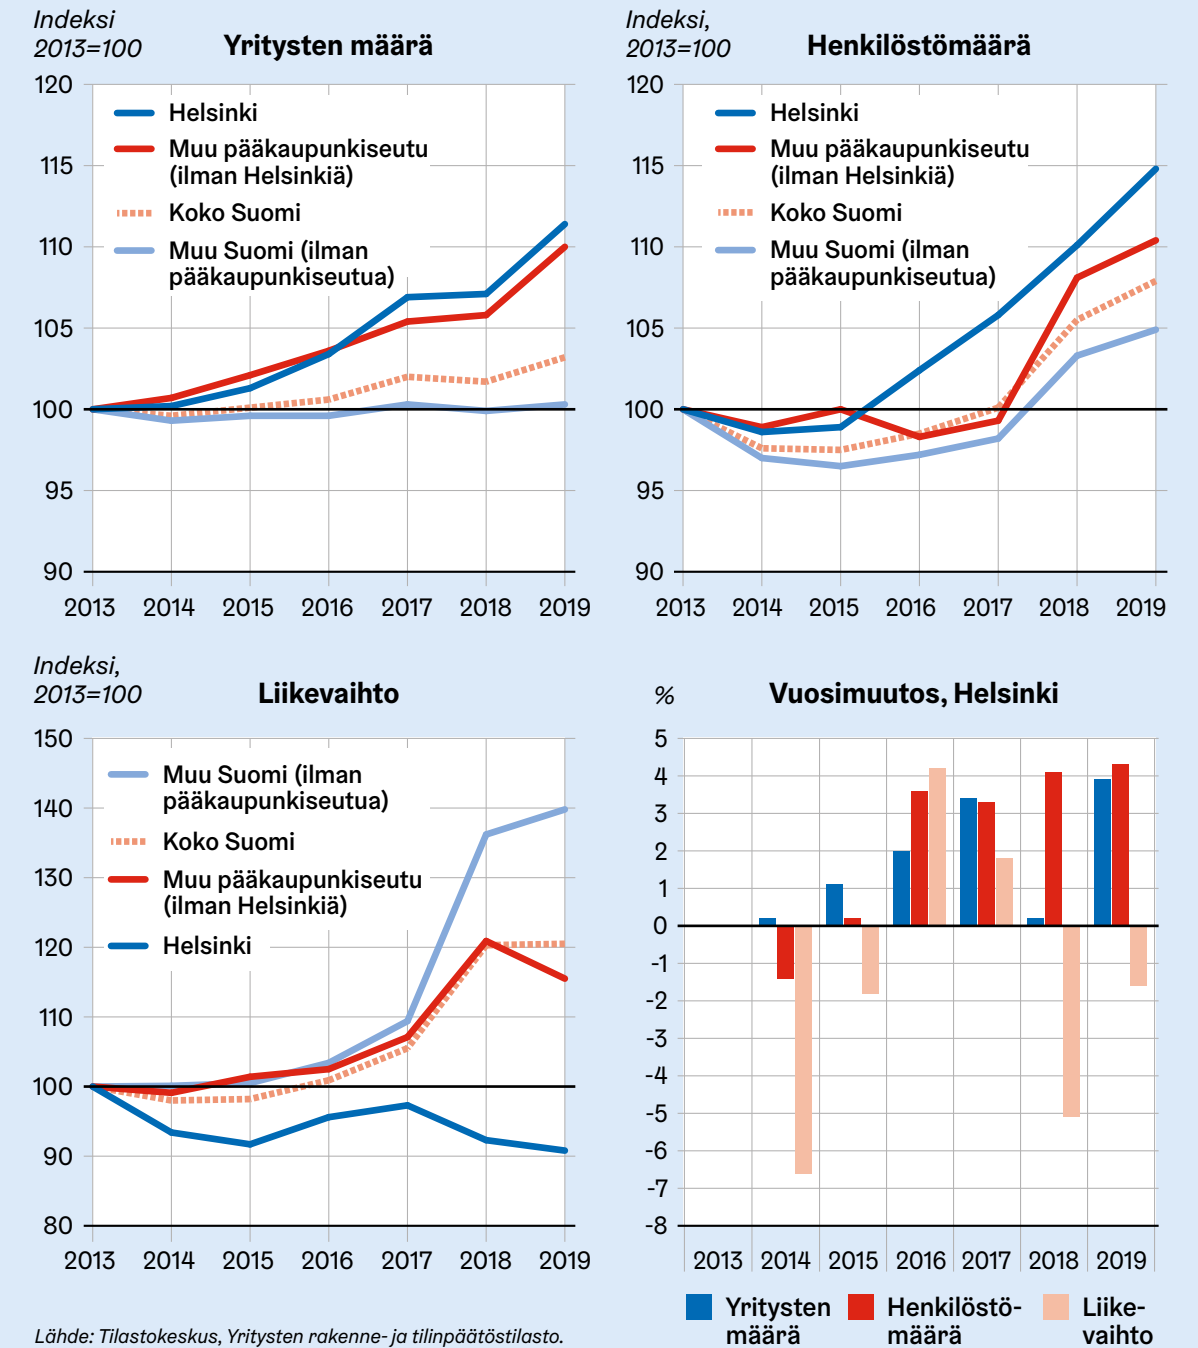 Indeksi
2013=100
Yritysten määrä
120
115
110
105
100
95
90
Helsinki
Muu pääkaupunkiseutu
(ilman Helsinkiä)
Koko Suomi
Muu Suomi (ilman
pääkaupunkiseutua)
2013 2014 2015 2016 2017 2018 2019
Indeksi,
2013=100
Henkilöstömäärä
120
115
110
105
100
95
90
Helsinki
Muu pääkaupunkiseutu
(ilman Helsinkiä)
Koko Suomi
Muu Suomi (ilman
pääkaupunkiseutua)
2013 2014 2015 2016 2017 2018 2019
Indeksi,
2013=100
Liikevaihto
150
140
130
120
110
100
90
80
Muu Suomi (ilman
pääkaupunkiseutua)
Koko Suomi
Muu pääkaupunkiseutu
(ilman Helsinkiä)
Helsinki
2013 2014 2015 2016 2017 2018 2019
%
Vuosimuutos, Helsinki
5
4
3
2
1
0
-1
-2
-3
-4
-5
-6
-7
-8
2013 2014 2015 2016 2017 2018 2019
Yritysten
määrä
Henkilöstö-
määrä
Liike-
vaihto
Lähde: Tilastokeskus, Yritysten rakenne- ja tilinpäätöstilasto.